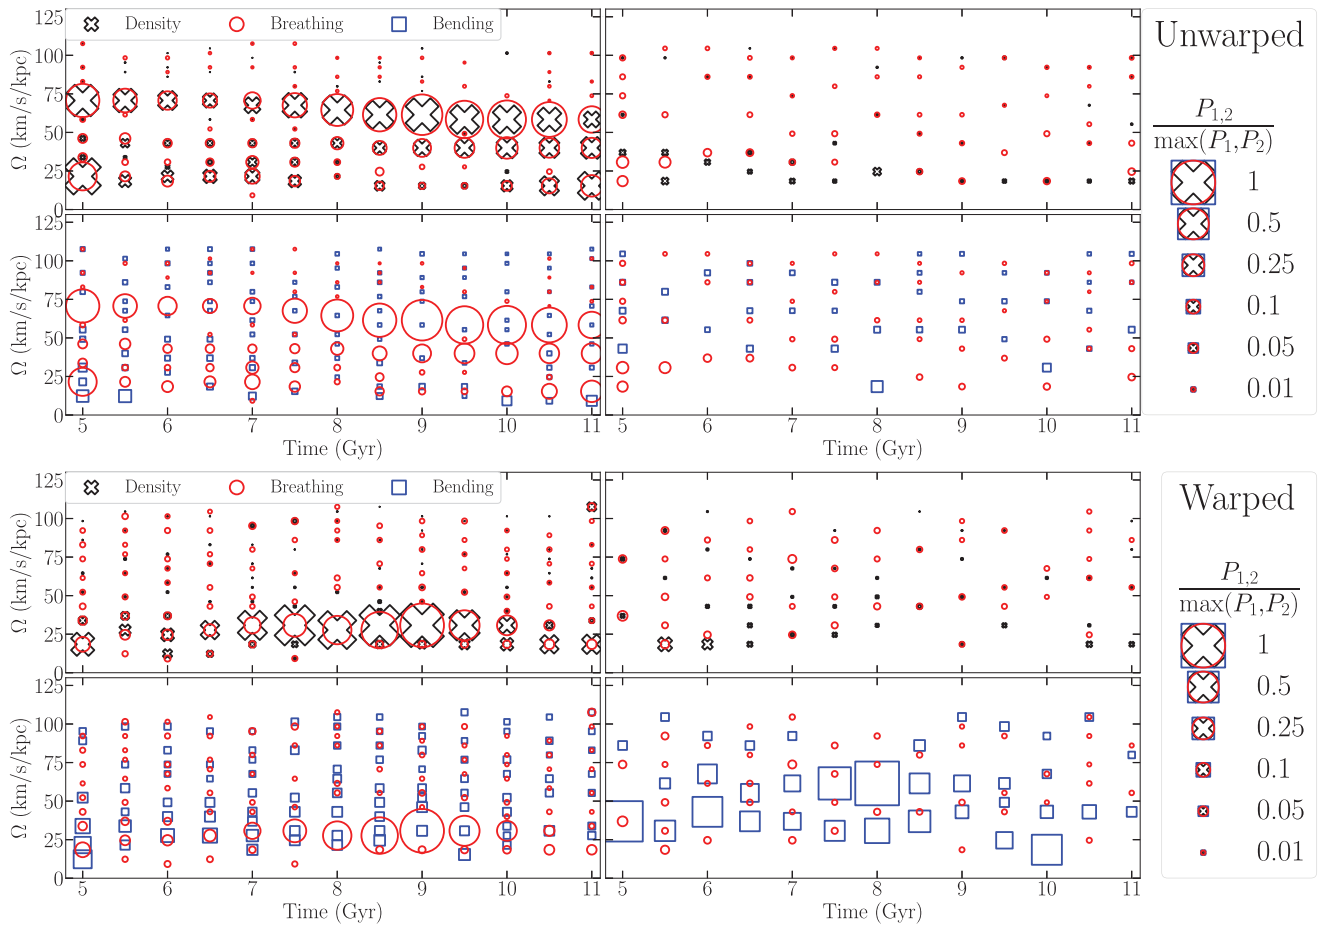 Density Breathing Bending
125
100
75
50
25
0
Ω (km/s/kpc)
125
100
75
50
25
0
Ω (km/s/kpc)
5 6 7 8 9 10 11
Time (Gyr)
5 6 7 8 9 10 11
Time (Gyr)
Unwarped
P1,2
max(P1,P2)
1
0.5
0.25
0.1
0.05
0.01
Density Breathing Bending
125
100
75
50
25
0
Ω (km/s/kpc)
125
100
75
50
25
0
Ω (km/s/kpc)
5 6 7 8 9 10 11
Time (Gyr)
5 6 7 8 9 10 11
Time (Gyr)
Warped
P1,2
max(P1,P2)
1
0.5
0.25
0.1
0.05
0.01